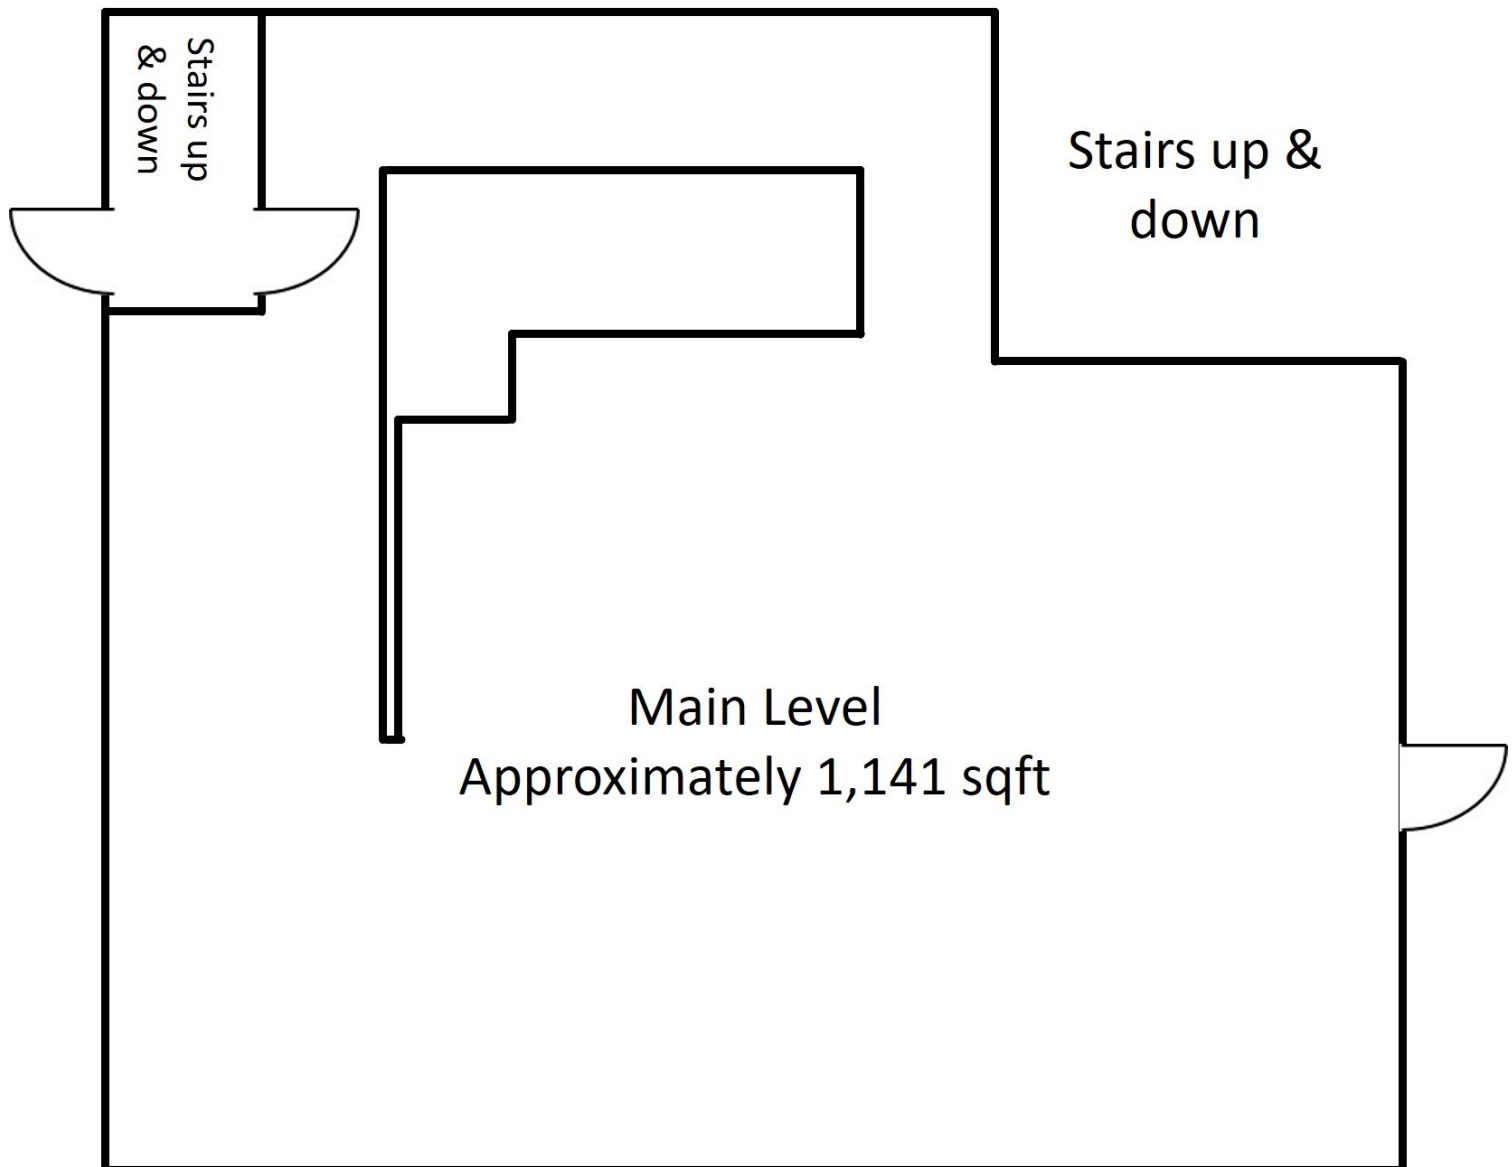 Stairs up
& down
Stairs up &
down
Main Level
Approximately 1,141 sqft